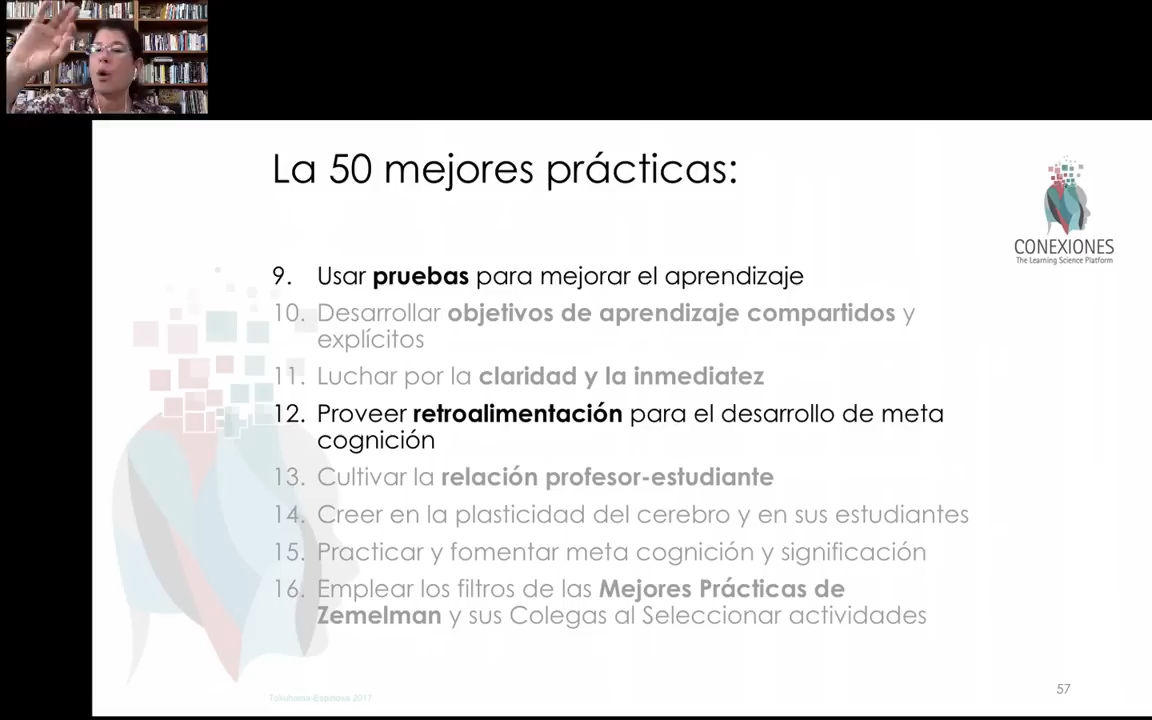 La 50 mejores prácticas:
CONEXIONES
The Learning Science Platform
9. Usar pruebas para mejorar el aprendizaje
10. Desarrollar objetivos de aprendizaje compartidos y
explícitos
11. Luchar por la claridad y la inmediatez
12. Proveer retroalimentación para el desarrollo de meta
cognición
13. Cultivar la relación profesor-estudiante
14. Creer en la plasticidad del cerebro y en sus estudiantes
15. Practicar y fomentar meta cognición y significación
16. Emplear los filtros de las Mejores Prácticas de
Zemelman y sus Colegas al Seleccionar actividades
Tokuhama-Espinosa 2017
57